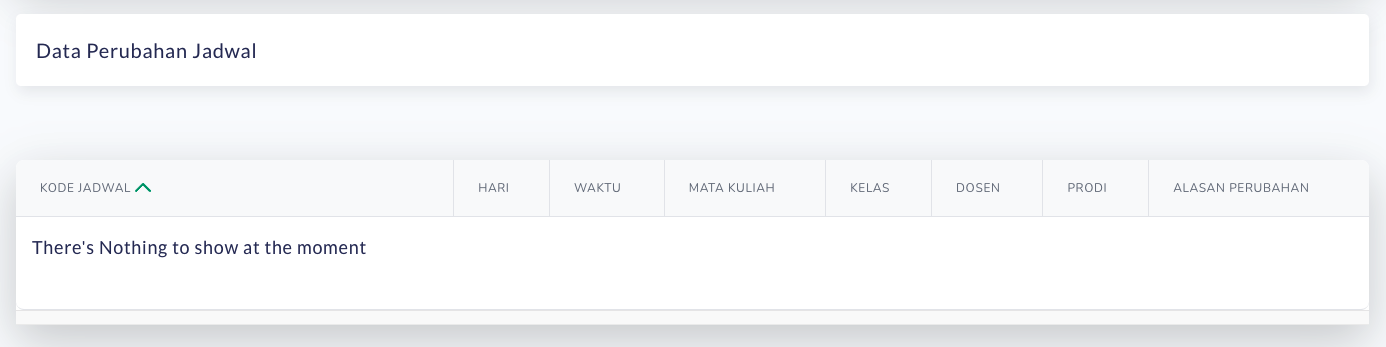 Data Perubahan Jadwal
KODE JADWAL HARI WAKTU MATA KULIAH KELAS DOSEN PRODI ALASAN PERUBAHAN
There's Nothing to show at the moment